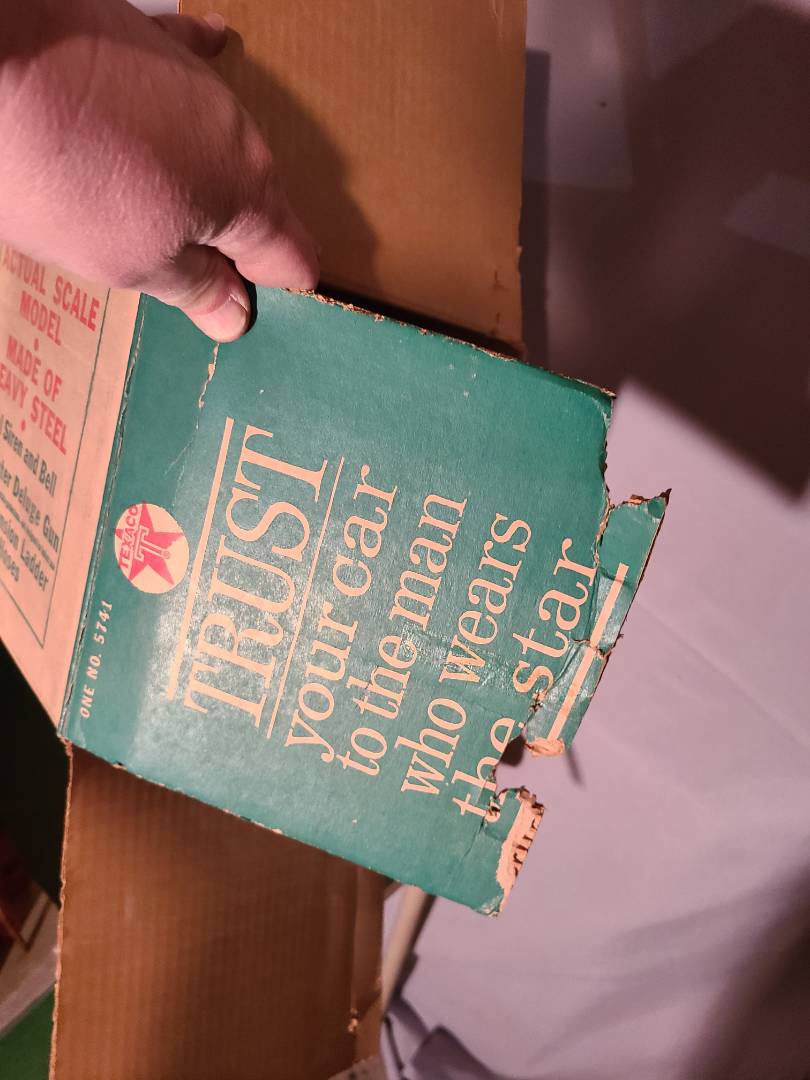 ACTUAL SCALE
MODEL
MADE OF
STEEL
Siren and Bell
Deluge Gun
Ladder
ONE NO. 5741
TEXACO
T
TRUST
your car
to the man
who wears
the star